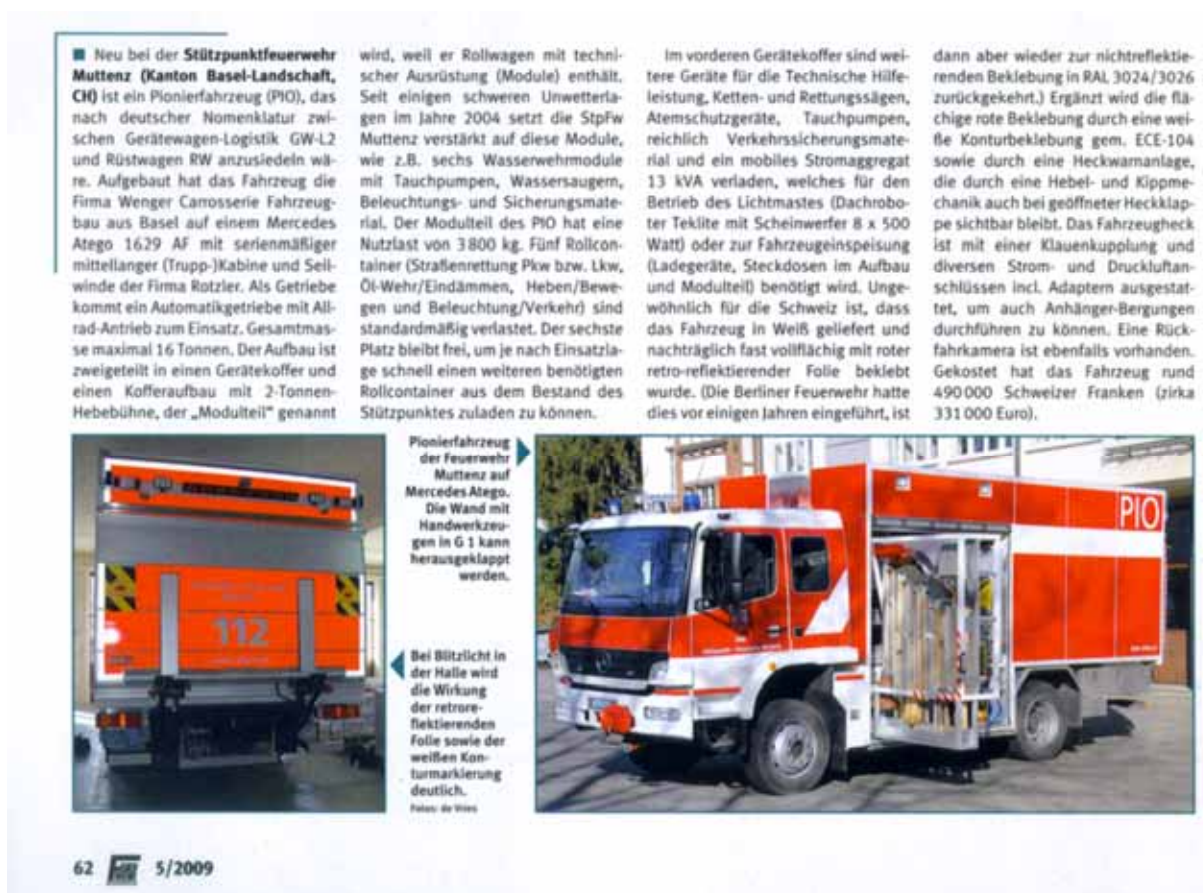 ■ Neu bei der Stützpunktfeuerwehr
Muttenz (Kanton Basel-Landschaft,
CH) ist ein Pionierfahrzeug (PIO), das
nach deutscher Nomenklatur zwi-
schen Gerätewagen-Logistik GW-L2
und Rüstwagen RW anzusiedeln wä-
re. Aufgebaut hat das Fahrzeug die
Firma Wenger Carrosserie Fahrzeug-
bau aus Basel auf einem Mercedes
Atego 1629 AF mit serienmäßiger
mittellanger (Trupp-)Kabine und Seil-
winde der Firma Rotzler. Als Getriebe
kommt ein Automatikgetriebe mit All-
rad-Antrieb zum Einsatz. Gesamtmas-
se maximal 16 Tonnen. Der Aufbau ist
zweigeteilt in einen Gerätekoffer und
einen Kofferaufbau mit 2-Tonnen-
Hebebühne, der „Modulteil“ genannt
wird, weil er Rollwagen mit techni-
scher Ausrüstung (Module) enthält.
Seit einigen schweren Unwetterla-
gen im Jahre 2004 setzt die StpFw
Muttenz verstärkt auf diese Module,
wie z.B. sechs Wasserwehrmodule
mit Tauchpumpen, Wassersaugern,
Beleuchtungs- und Sicherungsmate-
rial. Der Modulteil des PIO hat eine
Nutzlast von 3 800 kg. Fünf Rollcon-
tainer (Straßenrettung Pkw bzw. Lkw,
Öl-Wehr/Eindämmen, Heben/Bewe-
gen und Beleuchtung/Verkehr) sind
standardmäßig verlastet. Der sechste
Platz bleibt frei, um je nach Einsatzla-
ge schnell einen weiteren benötigten
Rollcontainer aus dem Bestand des
Stützpunktes zuladen zu können.
Im vorderen Gerätekoffer sind wei-
tere Geräte für die Technische Hilfe-
leistung, Ketten- und Rettungssägen,
Atemschutzgeräte, Tauchpumpen,
reichlich Verkehrssicherungsmate-
rial und ein mobiles Stromaggregat
13 kVA verladen, welches für den
Betrieb des Lichtmastes (Dachrobo-
ter Teklite mit Scheinwerfer 8 x 500
Watt) oder zur Fahrzeugeinspeisung
(Ladegeräte, Steckdosen im Aufbau
und Modulteil) benötigt wird. Unge-
wöhnlich für die Schweiz ist, dass
das Fahrzeug in Weiß geliefert und
nachträglich fast vollflächig mit roter
retro-reflektierender Folie beklebt
wurde. (Die Berliner Feuerwehr hatte
dies vor einigen Jahren eingeführt, ist
dann aber wieder zur nichtreflektie-
renden Beklebung in RAL 3024/3026
zurückgekehrt.) Ergänzt wird die flä-
chige rote Beklebung durch eine wei-
ße Konturbeklebung gem. ECE-104
sowie durch eine Heckwarnanlage,
die durch eine Hebel- und Kippme-
chanik auch bei geöffneter Heckklap-
pe sichtbar bleibt. Das Fahrzeugheck
ist mit einer Klauenkupplung und
diversen Strom- und Druckluftan-
schlüssen incl. Adaptern ausgestat-
tet, um auch Anhänger-Bergungen
durchführen zu können. Eine Rück-
fahrkamera ist ebenfalls vorhanden.
Gekostet hat das Fahrzeug rund
490 000 Schweizer Franken (zirka
331 000 Euro).
Pionierfahrzeug
der Feuerwehr
Muttenz auf
Mercedes Atego.
Die Wand mit
Handwerkzeu-
gen in G 1 kann
herausgeklappt
werden.
Bei Blitzlicht in
der Halle wird
die Wirkung
der retrore-
flektierenden
Folie sowie der
weißen Kon-
turmarkierung
deutlich.
Fotos: de Vries
112
PIO
62 5/2009